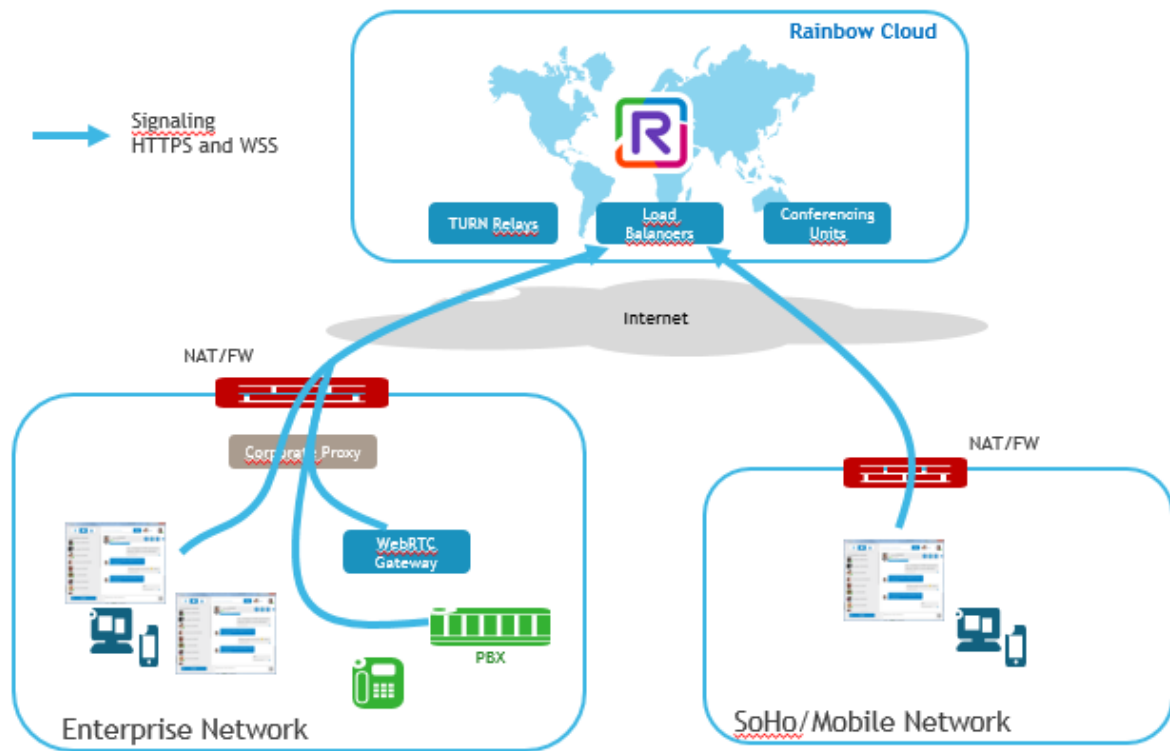 Rainbow Cloud
Signaling
HTTPS and WSS
R
TURN Relays
Load
Balancers
Conferencing
Units
Internet
NAT/FW
NAT/FW
Corporate Proxy
WebRTC
Gateway
PBX
Enterprise Network
SoHo/Mobile Network